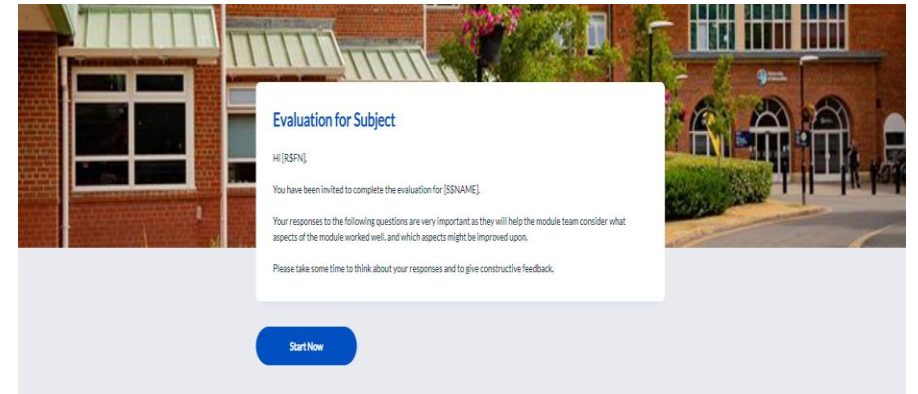 Evaluation for Subject
Hi [R$FN],
You have been invited to complete the evaluation for [S$NAME].
Your responses to the following questions are very important as they will help the module team consider what
aspects of the module worked well, and which aspects might be improved upon.
Please take some time to think about your responses and to give constructive feedback.
Start Now